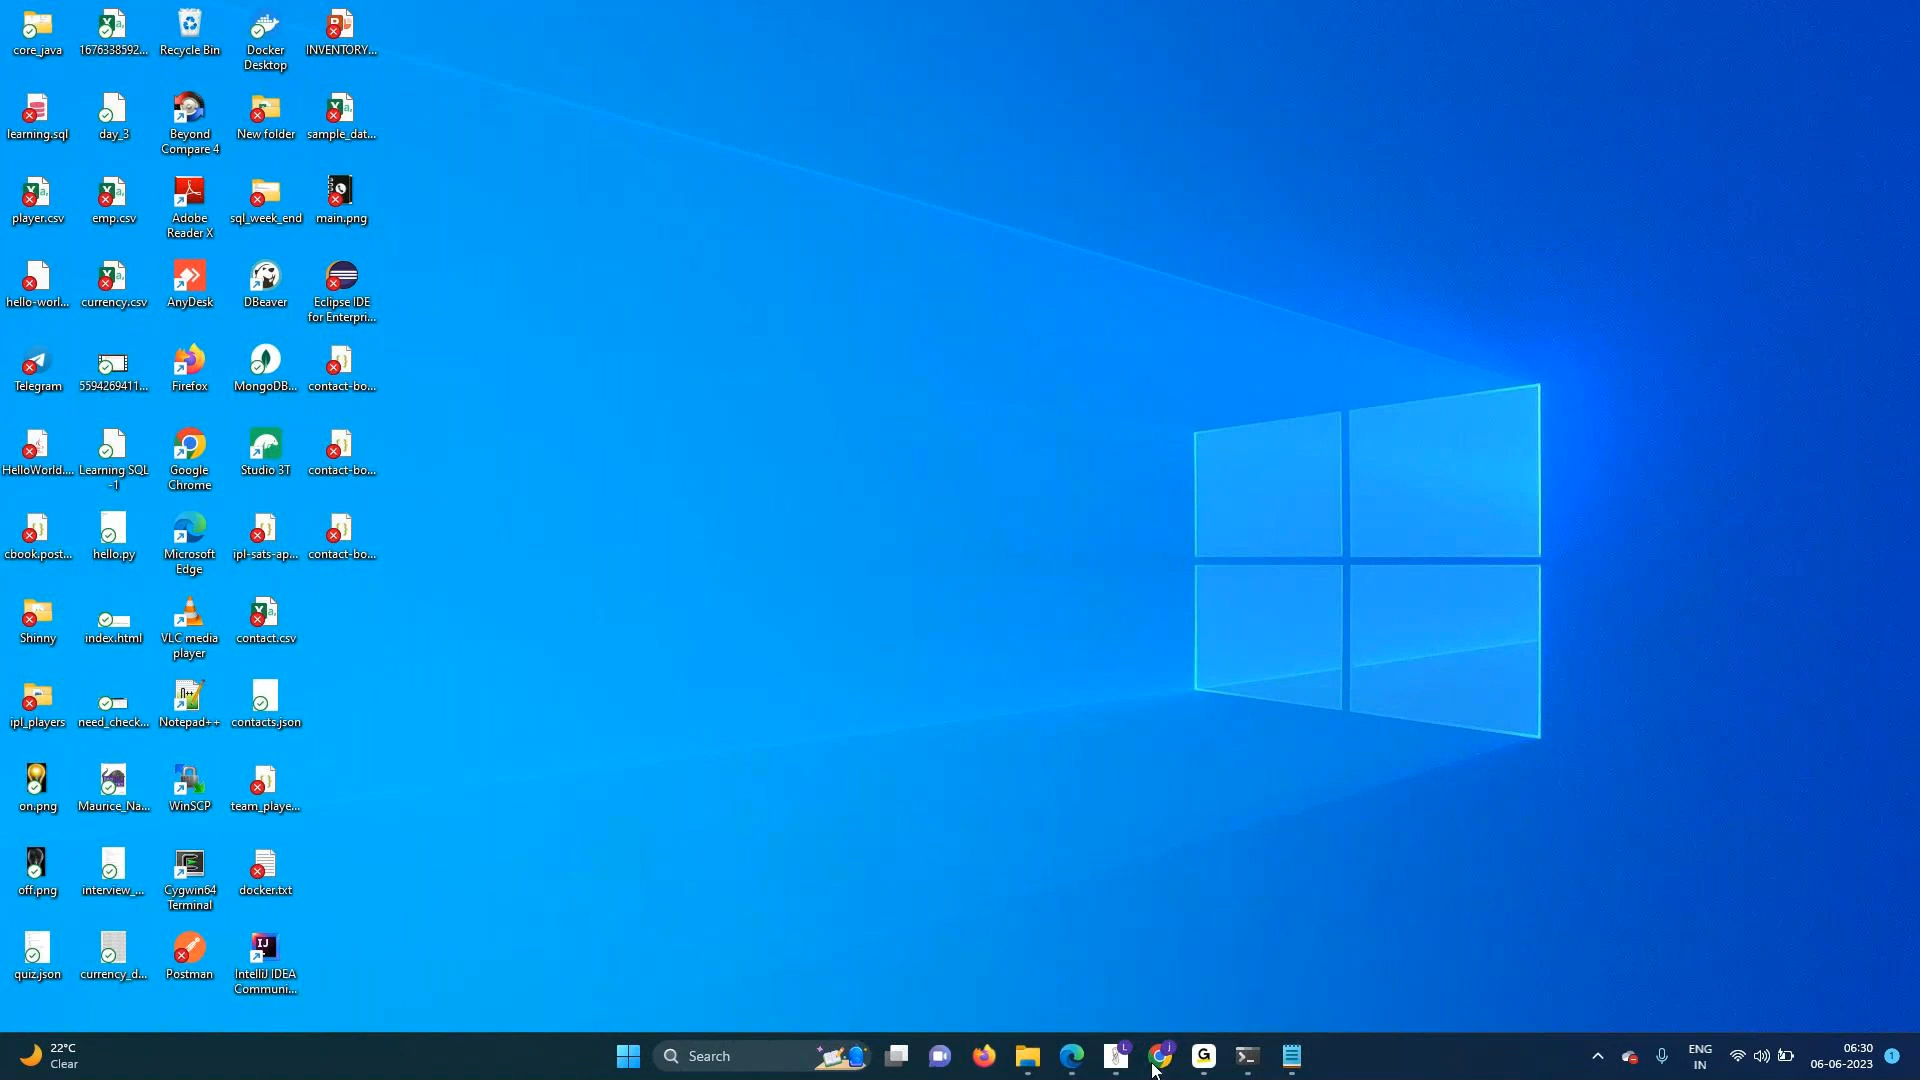 core_java
1676338592...
Recycle Bin
Docker
Desktop
INVENTORY...
learning.sql
day_3
Beyond
Compare 4
New folder
sample_dat...
player.csv
emp.csv
Adobe
Reader X
sql_week_end
main.png
hello-worl...
currency.csv
AnyDesk
DBeaver
Eclipse IDE
for Enterpri...
Telegram
5594269411...
Firefox
MongoDB...
contact-bo...
HelloWorld....
Learning SQL
-1
Google
Chrome
Studio 3T
contact-bo...
cbook.post...
hello.py
Microsoft
Edge
ipl-sats-ap...
contact-bo...
Shinny
index.html
VLC media
player
contact.csv
ipl_players
need_check...
Notepad++
contacts.json
on.png
Maurice_Na...
WinSCP
team_playe...
off.png
interview_...
Cygwin64
Terminal
docker.txt
quiz.json
currency_d...
Postman
IntelliJ IDEA
Communi...
22°C
Clear
Search
ENG
IN
06:30
06-06-2023
1